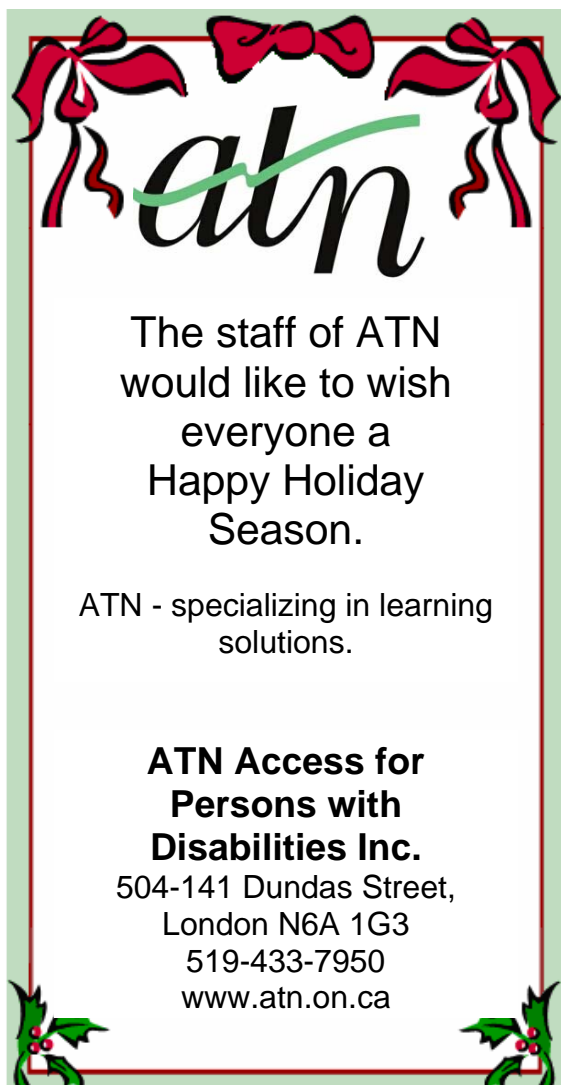 atn
The staff of ATN
would like to wish
everyone a
Happy Holiday
Season.
ATN - specializing in learning
solutions.
ATN Access for
Persons with
Disabilities Inc.
504-141 Dundas Street,
London N6A 1G3
519-433-7950
www.atn.on.ca